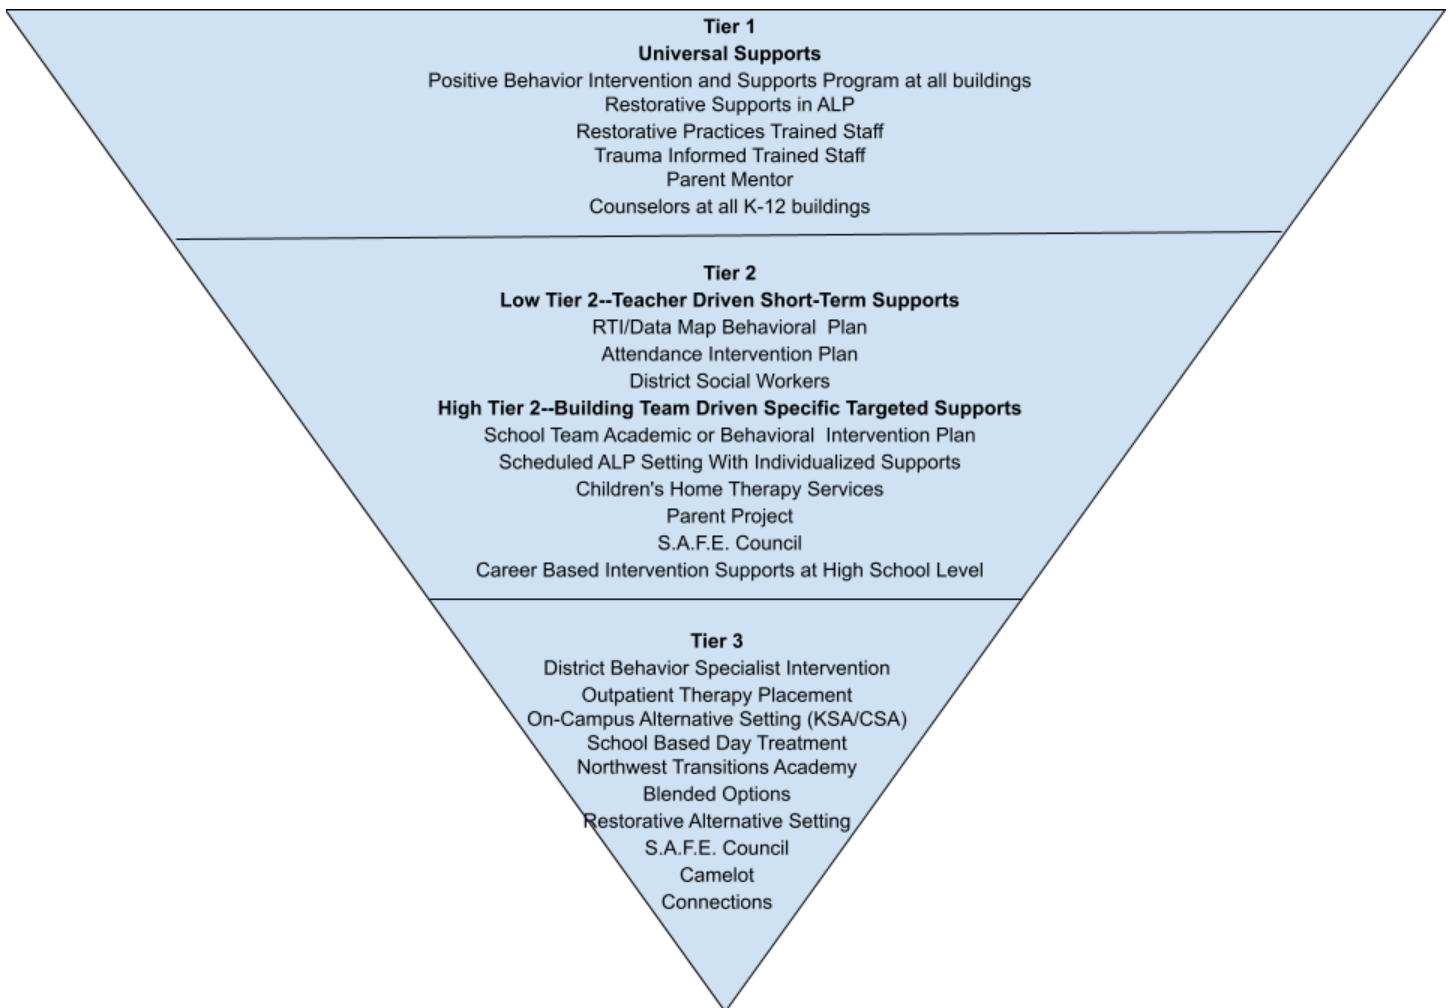 Tier 1
Universal Supports
Positive Behavior Intervention and Supports Program at all buildings
Restorative Supports in ALP
Restorative Practices Trained Staff
Trauma Informed Trained Staff
Parent Mentor
Counselors at all K-12 buildings
Tier 2
Low Tier 2--Teacher Driven Short-Term Supports
RTI/Data Map Behavioral  Plan
Attendance Intervention Plan
District Social Workers
High Tier 2--Building Team Driven Specific Targeted Supports
School Team Academic or Behavioral  Intervention Plan
Scheduled ALP Setting With Individualized Supports
Children's Home Therapy Services
Parent Project
S.A.F.E. Council
Career Based Intervention Supports at High School Level
Tier 3
District Behavior Specialist Intervention
Outpatient Therapy Placement
On-Campus Alternative Setting (KSA/CSA)
School Based Day Treatment
Northwest Transitions Academy
Blended Options
Restorative Alternative Setting
S.A.F.E. Council
Camelot
Connections